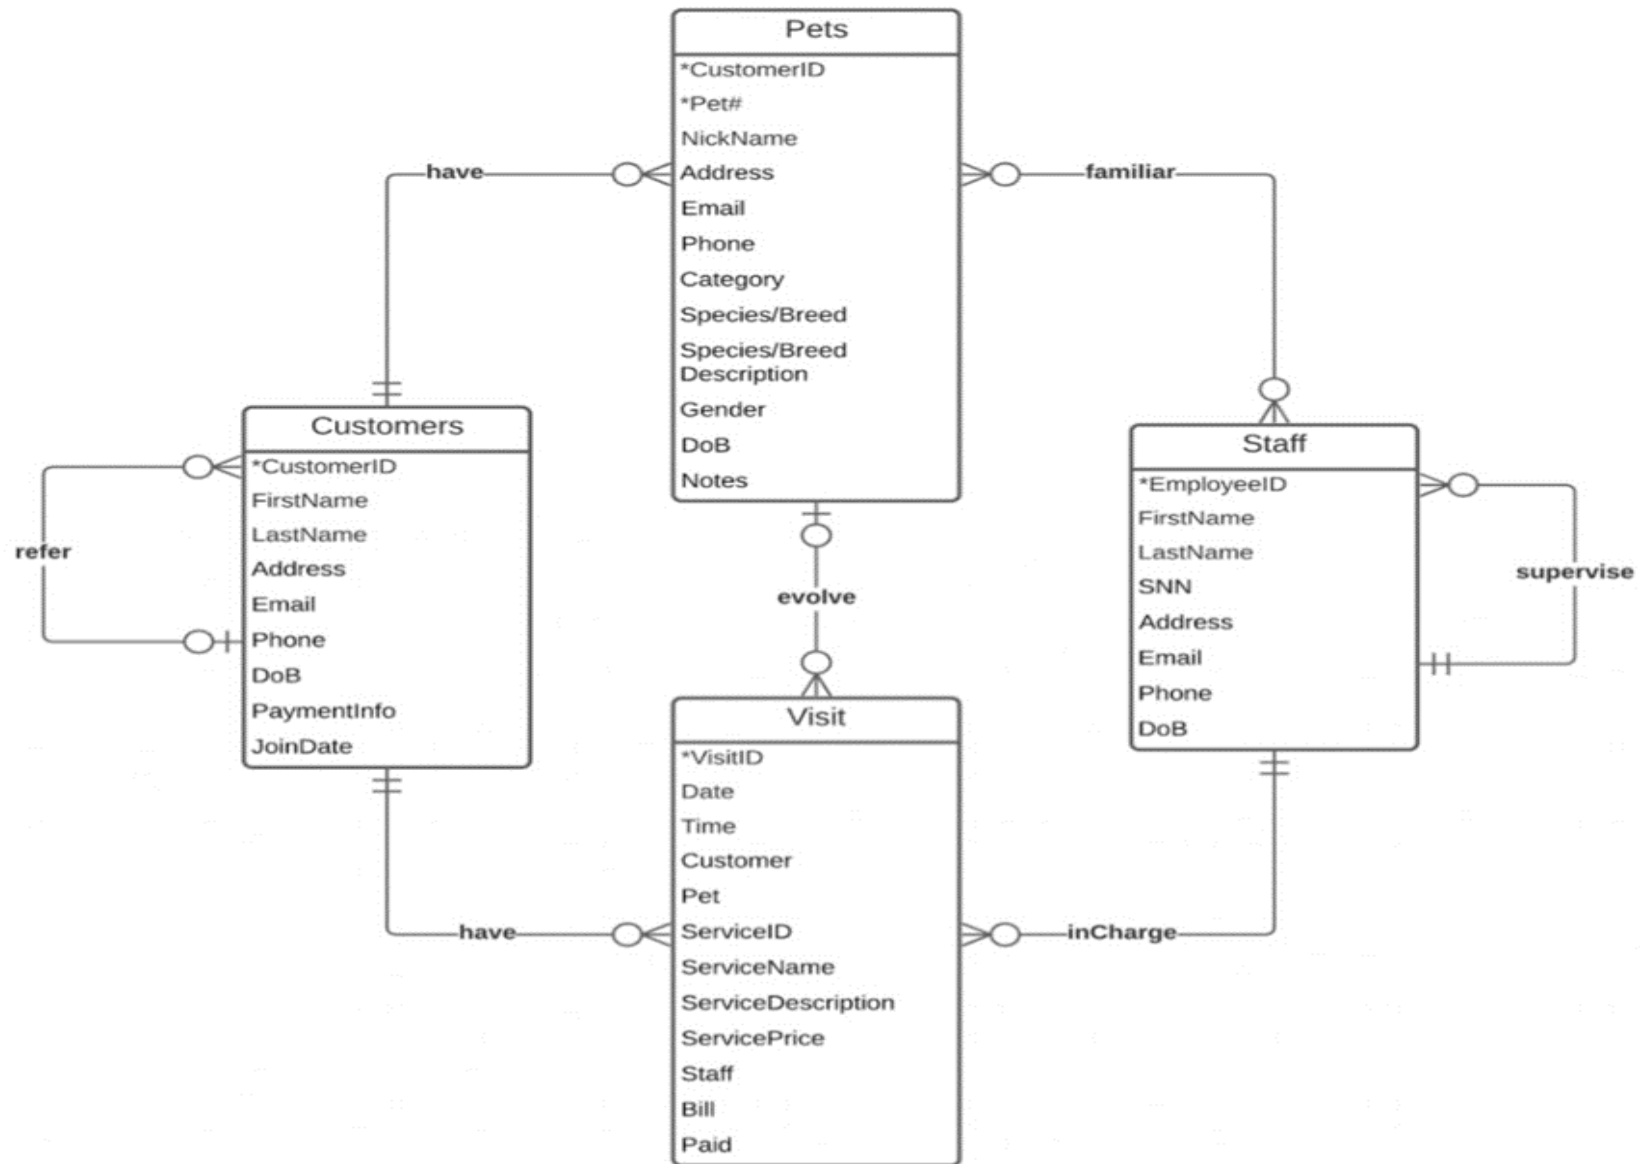 Pets
*CustomerID
*Pet#
NickName
Address
Email
Phone
Category
Species/Breed
Species/Breed
Description
Gender
DoB
Notes
have
familiar
Customers
*CustomerID
FirstName
LastName
Address
Email
Phone
DoB
PaymentInfo
JoinDate
refer
Staff
*EmployeeID
FirstName
LastName
SNN
Address
Email
Phone
DoB
supervise
evolve
Visit
*VisitID
Date
Time
Customer
Pet
ServiceID
ServiceName
ServiceDescription
ServicePrice
Staff
Bill
Paid
have
inCharge